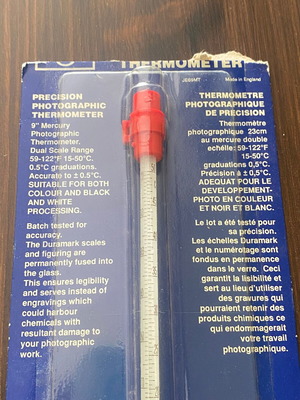 THERMOMETER
JESSMT
Made in England
PRECISION
PHOTOGRAPHIC
THERMOMETER
9" Mercury
Photographic
Thermometer.
Dual Scale Range
59-122°F 15-50°C.
0.5°C. graduations.
Accurate to ± 0.5°C.
SUITABLE FOR BOTH
COLOUR AND BLACK
AND WHITE
PROCESSING.
Batch tested for
accuracy.
The Duramark scales
and figuring are
permanently fused into
the glass.
This ensures legibility
and serves instead of
engravings which
could harbour
chemicals with
resultant damage to
your photographic
work.
THERMOMETRE
PHOTOGRAPHIQUE
DE PRECISION
Thermomètre
photographique 23cm
au mercure double
echélle: 59-122°F
15-50°C
graduations 0,5°C.
Précision à ± 0,5°C.
ADEQUAT POUR LE
DEVELOPPEMENT-
PHOTO EN COULEUR
ET NOIR ET BLANC.
Le lot a été testé pour
sa précision.
Les échelles Duramark
et le numérotage sont
fondus en permanence
dans le verre. Ceci
garantit la lisibilité et
sert au lieu d'utiliser
des gravures qui
pourraient retenir des
produits chimiques ce
qui endommagerait
votre travail
photographique.